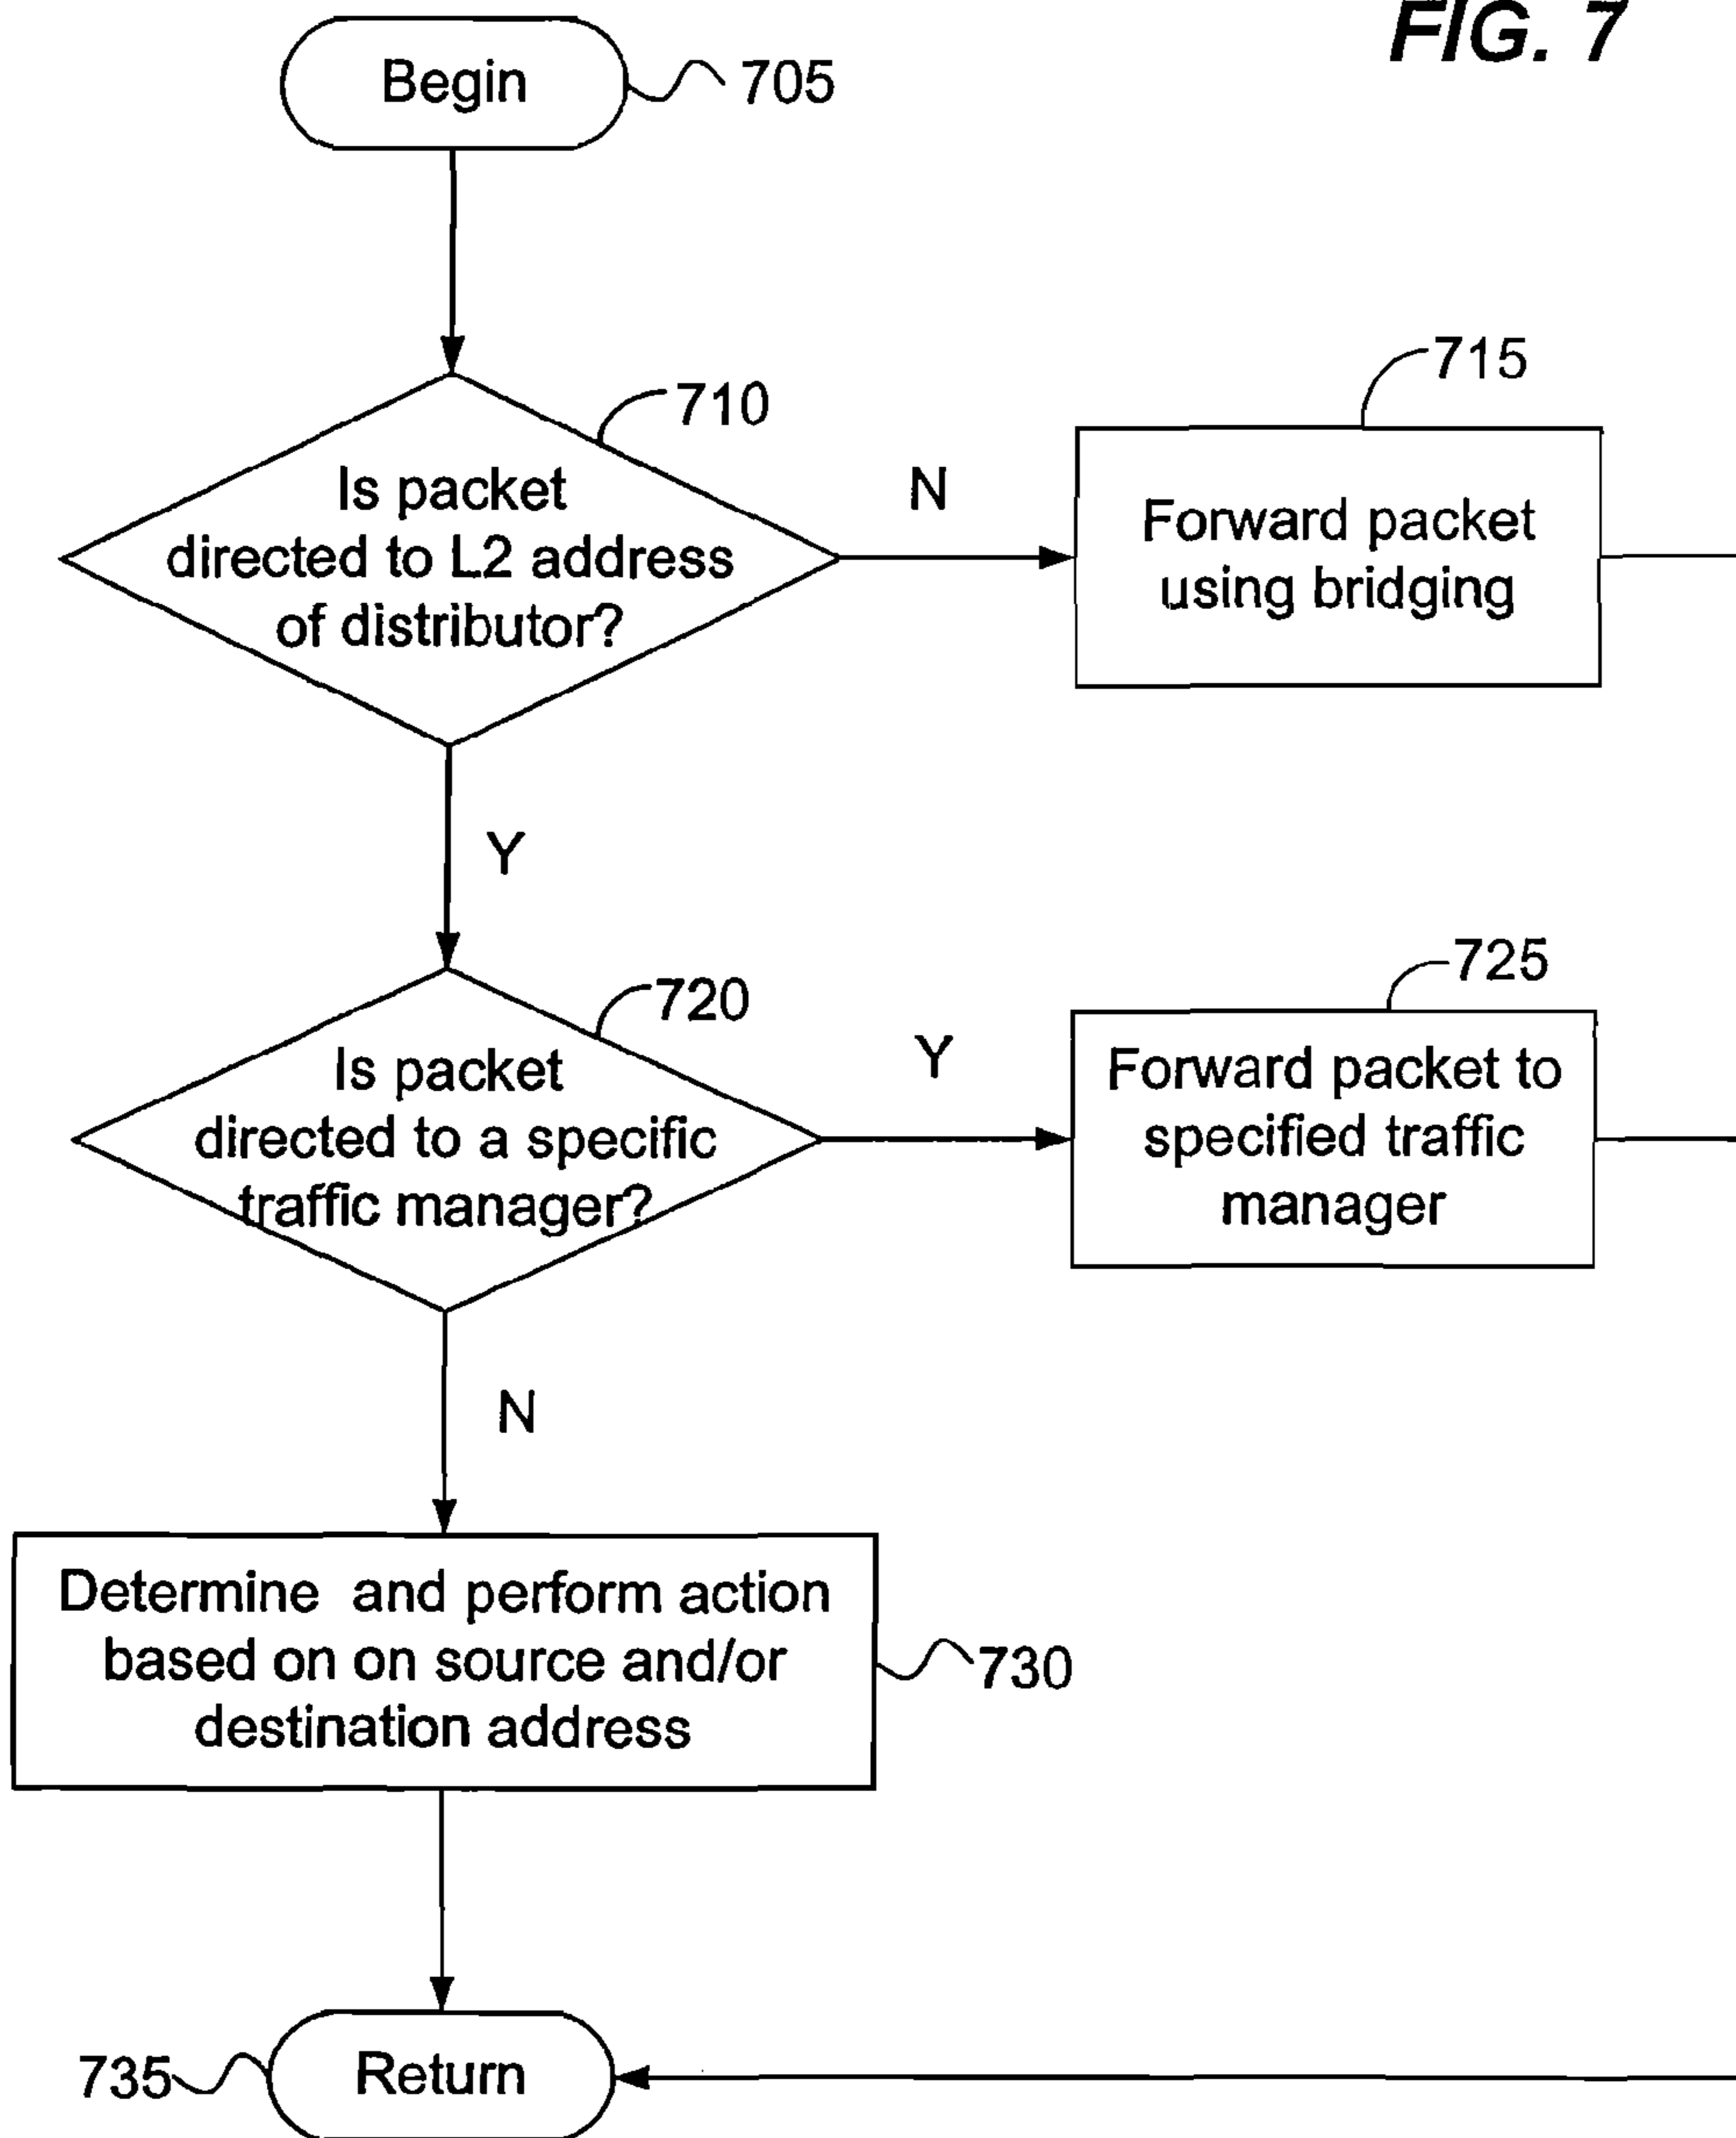 FIG. 7
Begin
705
710
Is packet
directed to L2 address
of distributor?
N
715
Forward packet
using bridging
Y
720
Is packet
directed to a specific
traffic manager?
Y
725
Forward packet to
specified traffic
manager
N
Determine and perform action
based on on source and/or
destination address
730
735
Return